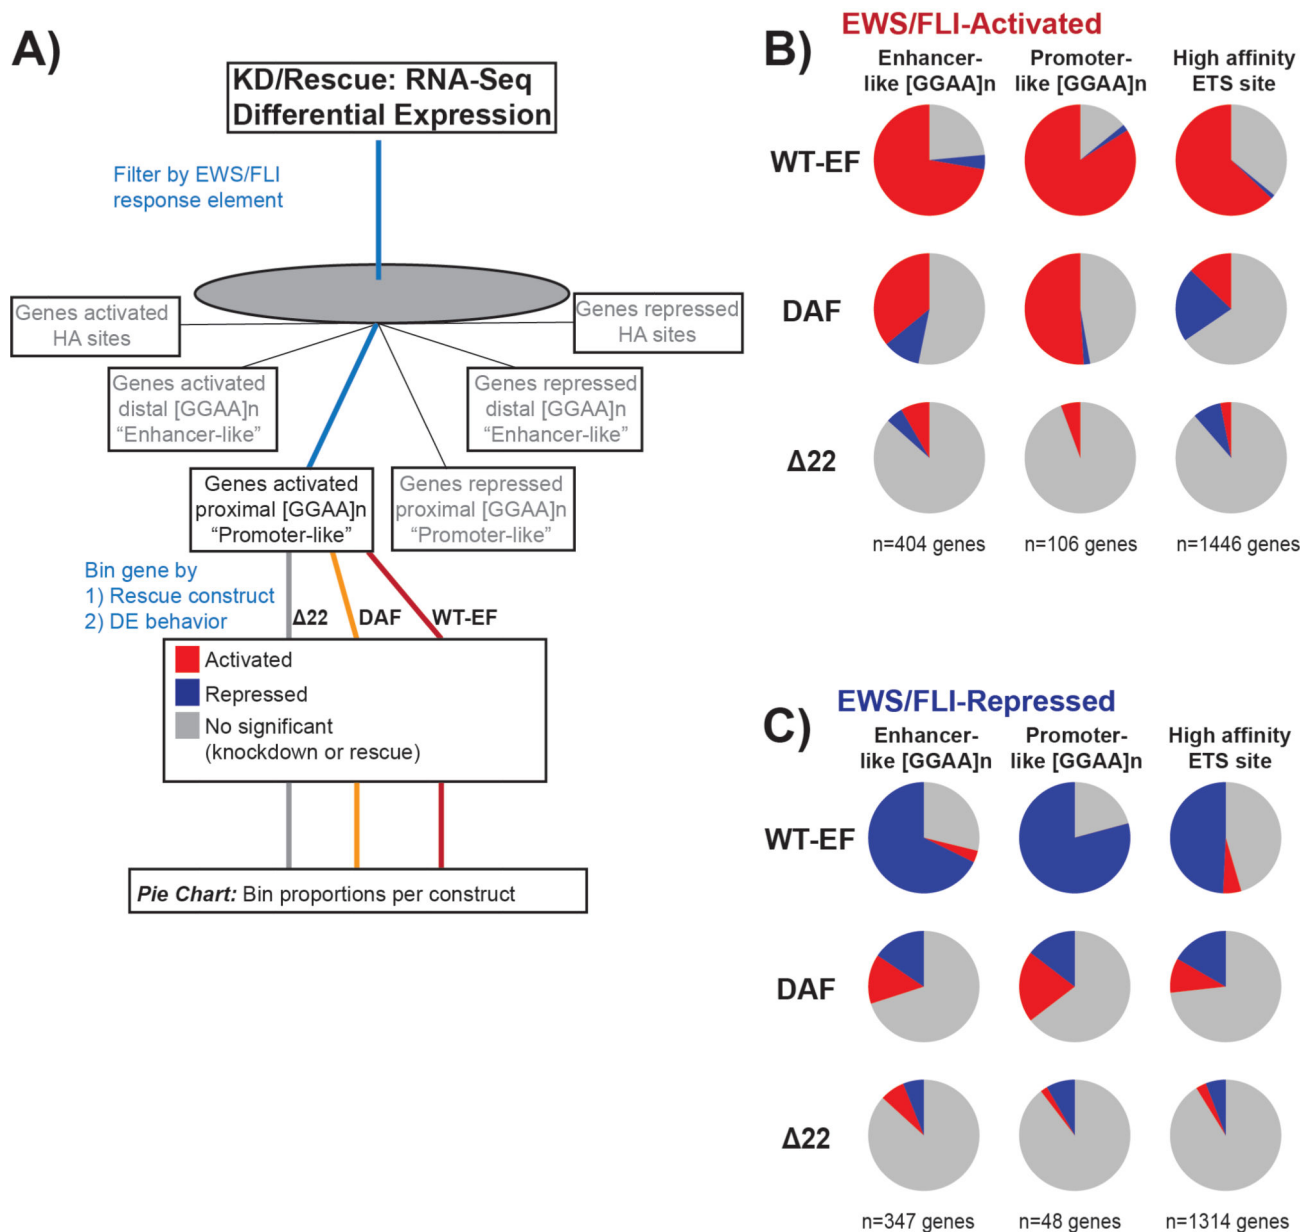 A)
KD/Rescue: RNA-Seq
Differential Expression
Filter by EWS/FLI
response element
Genes activated
HA sites
Genes repressed
HA sites
Genes activated
distal [GGAA]n
“Enhancer-like”
Genes repressed
distal [GGAA]n
“Enhancer-like”
Genes activated
proximal [GGAA]n
“Promoter-like”
Genes repressed
proximal [GGAA]n
“Promoter-like”
Bin gene by
1) Rescue construct
2) DE behavior
Δ22
DAF
WT-EF
Activated
Repressed
No significant
(knockdown or rescue)
Pie Chart: Bin proportions per construct
B)
EWS/FLI-Activated
Enhancer-
like [GGAA]n
Promoter-
like [GGAA]n
High affinity
ETS site
WT-EF
DAF
Δ22
n=404 genes
n=106 genes
n=1446 genes
C)
EWS/FLI-Repressed
Enhancer-
like [GGAA]n
Promoter-
like [GGAA]n
High affinity
ETS site
WT-EF
DAF
Δ22
n=347 genes
n=48 genes
n=1314 genes